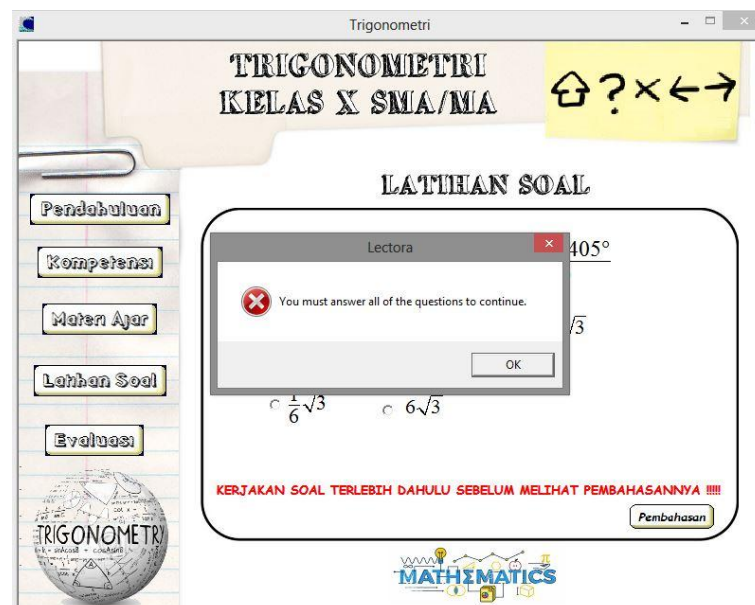 Trigonometri
TRIGONOMETRI
KELAS X SMA/MA
LATIHAN SOAL
Pendahuluan
Kompetensi
Materi Ajar
Latihan Soal
Evaluasi
TRIGONOMETRI
405°
Lectora
You must answer all of the questions to continue.
OK
√3
1/6 √3
6√3
KERJAKAN SOAL TERLEBIH DAHULU SEBELUM MELIHAT PEMBAHASANNYA !!!!!
Pembahasan
MATHEMATICS